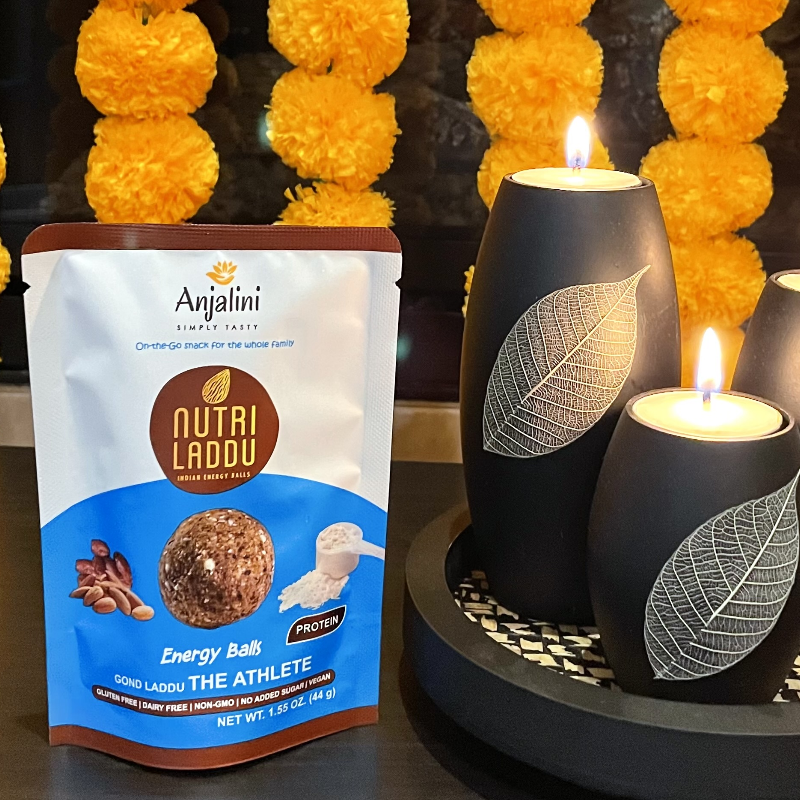 Anjalini
SIMPLY TASTY
On-the-Go snack for the whole family
NUTRI
LADDU
INDIAN ENERGY BALLS
PROTEIN
Energy Balls
GOND LADDU THE ATHLETE
GLUTEN FREE | DAIRY FREE | NON-GMO | NO ADDED SUGAR | VEGAN
NET WT. 1.55 OZ. (44 g)